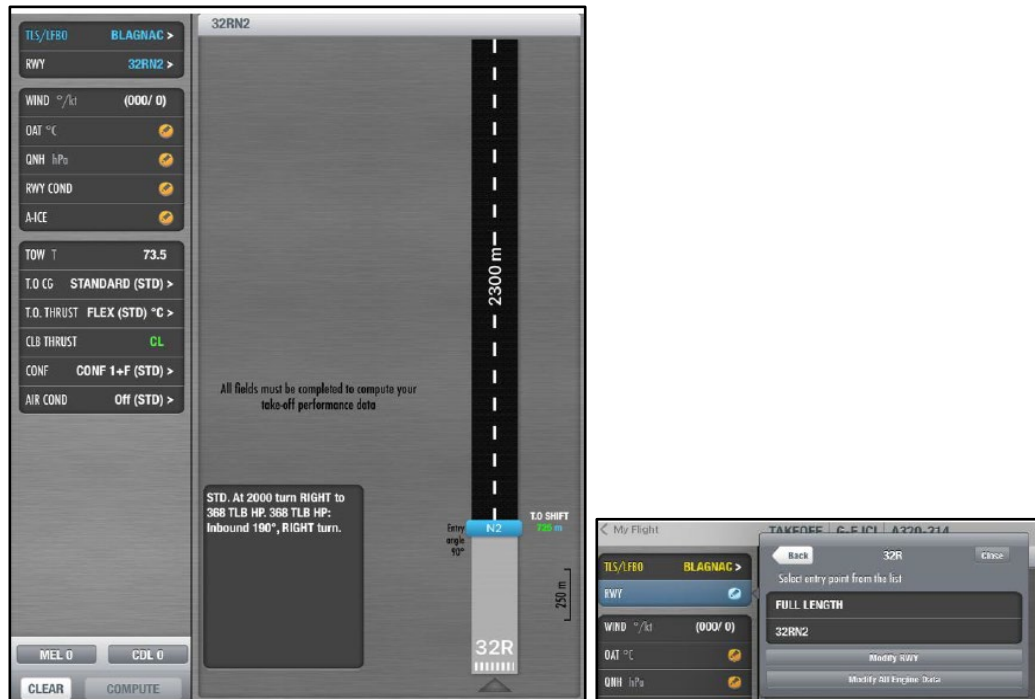 32RN2
TLS/LFBO BLAGNAC >
RWY 32RN2 >
WIND °/kt (000/ 0)
OAT °C
QNH hPa
RWY COND
A-ICE
TOW T 73.5
T.O CG STANDARD (STD) >
T.O. THRUST FLEX (STD) °C >
CLB THRUST CL
CONF CONF 1+F (STD) >
AIR COND Off (STD) >
MEL 0 CDL 0
CLEAR COMPUTE
2300 m
All fields must be completed to compute your
take-off performance data
STD. At 2000 turn RIGHT to
368 TLB HP. 368 TLB HP:
Inbound 190°, RIGHT turn.
Entry
angle
90°
N2
T.O SHIFT
725 m
250 m
32R
< My Flight
TAKEOFF
A320-214
TLS/LFBO BLAGNAC >
RWY
WIND °/kt (000/ 0)
OAT °C
QNH hPa
Back 32R Close
Select entry point from the list
FULL LENGTH
32RN2
Modify RWY
Modify All Engine Data